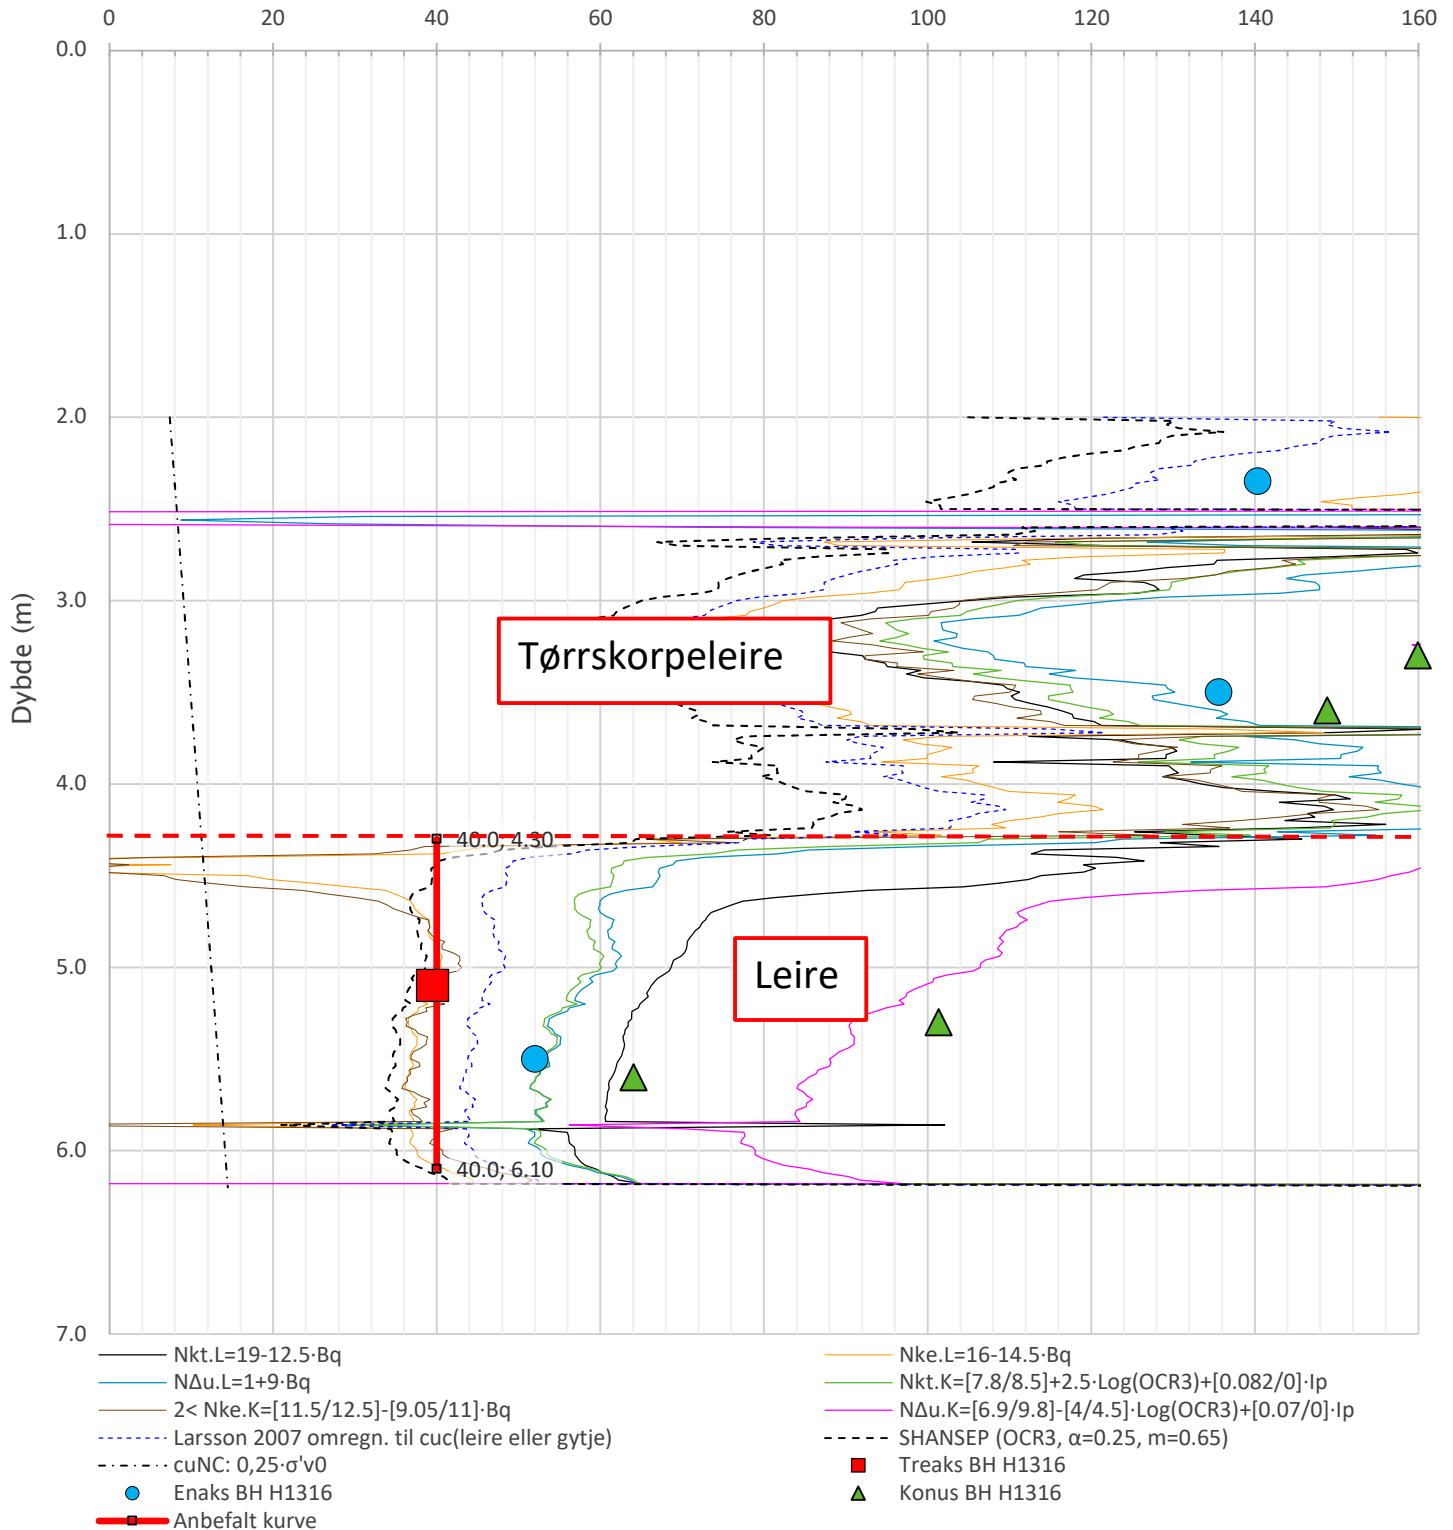 0 20 40 60 80 100 120 140 160
0.0
1.0
2.0
3.0
4.0
5.0
6.0
7.0
Dybde (m)
Tørrskorpeleire
40.0; 4.30
Leire
40.0; 6.10
Nkt.L=19-12.5·Bq
Nke.L=16-14.5·Bq
NΔu.L=1+9·Bq
Nkt.K=[7.8/8.5]+2.5·Log(OCR3)+[0.082/0]·Ip
2< Nke.K=[11.5/12.5]-[9.05/11]·Bq
NΔu.K=[6.9/9.8]-[4/4.5]·Log(OCR3)+[0.07/0]·Ip
Larsson 2007 omregn. til cuc(leire eller gytje)
SHANSEP (OCR3, α=0.25, m=0.65)
cuNC: 0,25·σ'v0
Treaks BH H1316
Enaks BH H1316
Konus BH H1316
Anbefalt kurve